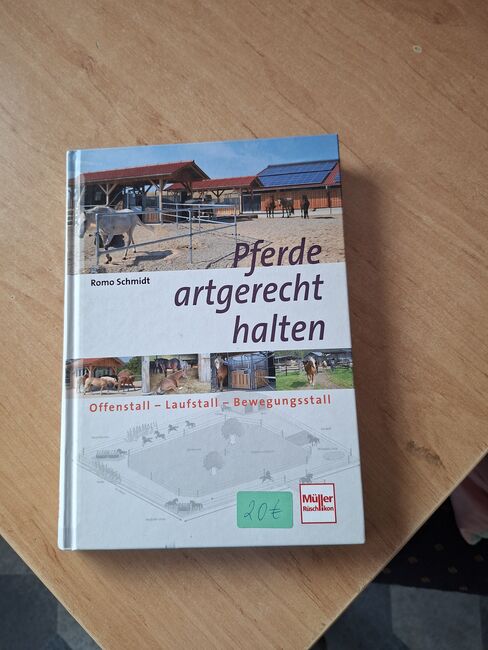 Romo Schmidt
Pferde
artgerecht
halten
Offenstall – Laufstall – Bewegungsstall
20€
Müller
Rüschlikon